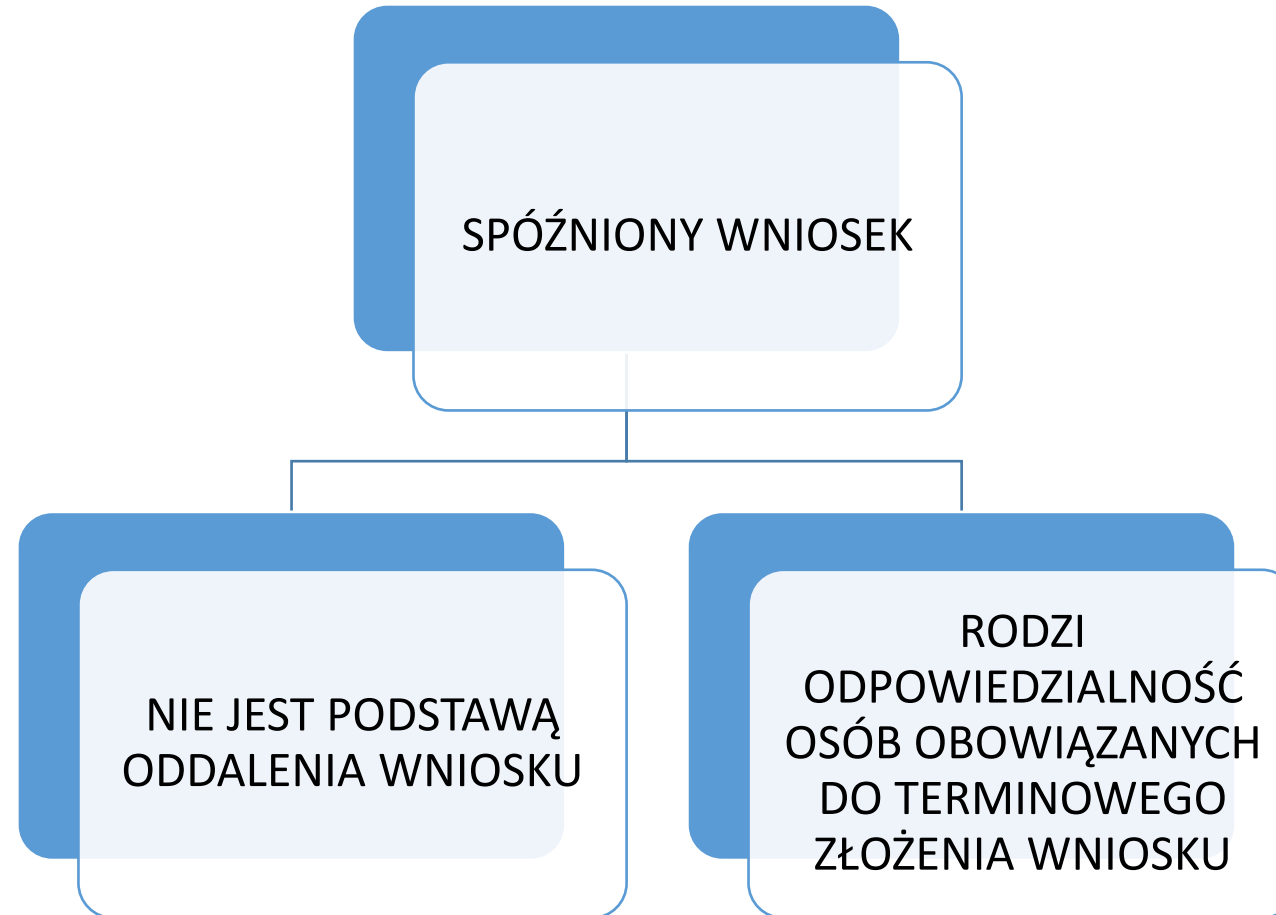 SPÓŹNIONY WNIOSEK
NIE JEST PODSTAWĄ
ODDALENIA WNIOSKU
RODZI
ODPOWIEDZIALNOŚĆ
OSÓB OBOWIĄZANYCH
DO TERMINOWEGO
ZŁOŻENIA WNIOSKU